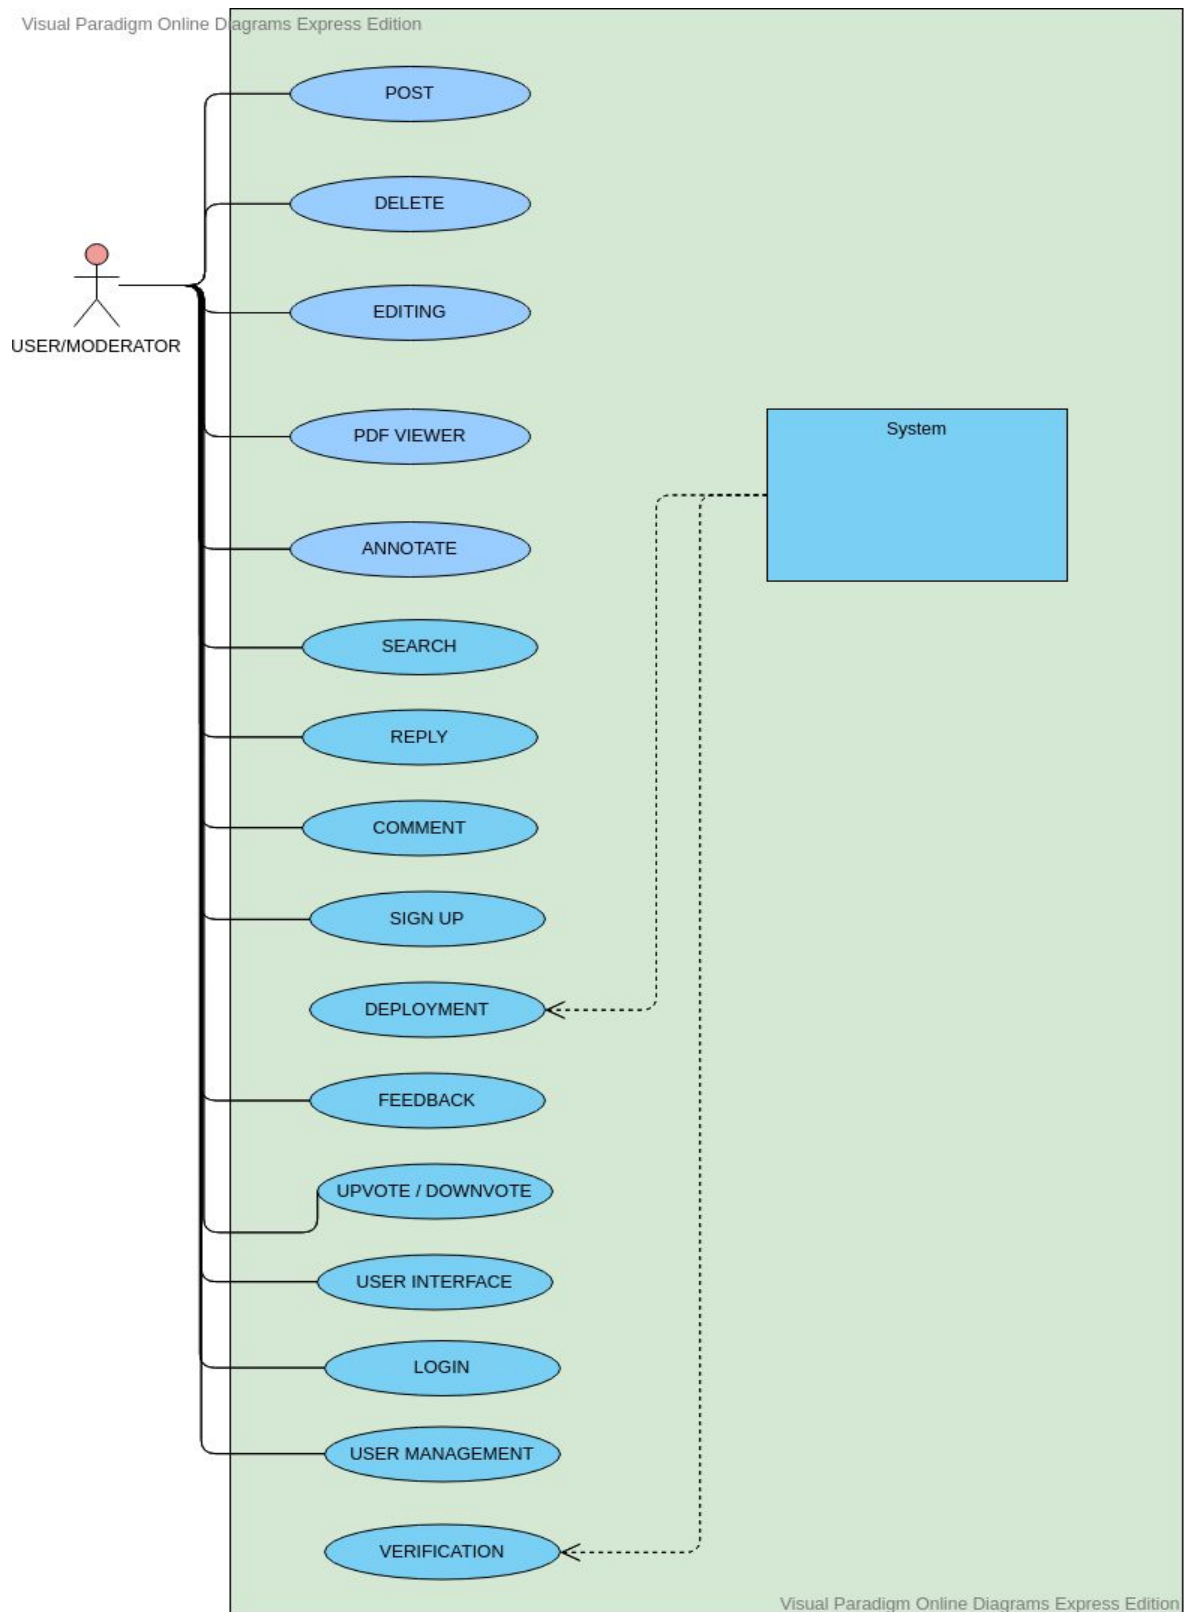 Visual Paradigm Online Diagrams Express Edition
POST
DELETE
EDITING
USER/MODERATOR
PDF VIEWER
System
ANNOTATE
SEARCH
REPLY
COMMENT
SIGN UP
DEPLOYMENT
FEEDBACK
UPVOTE / DOWNVOTE
USER INTERFACE
LOGIN
USER MANAGEMENT
VERIFICATION
Visual Paradigm Online Diagrams Express Edition